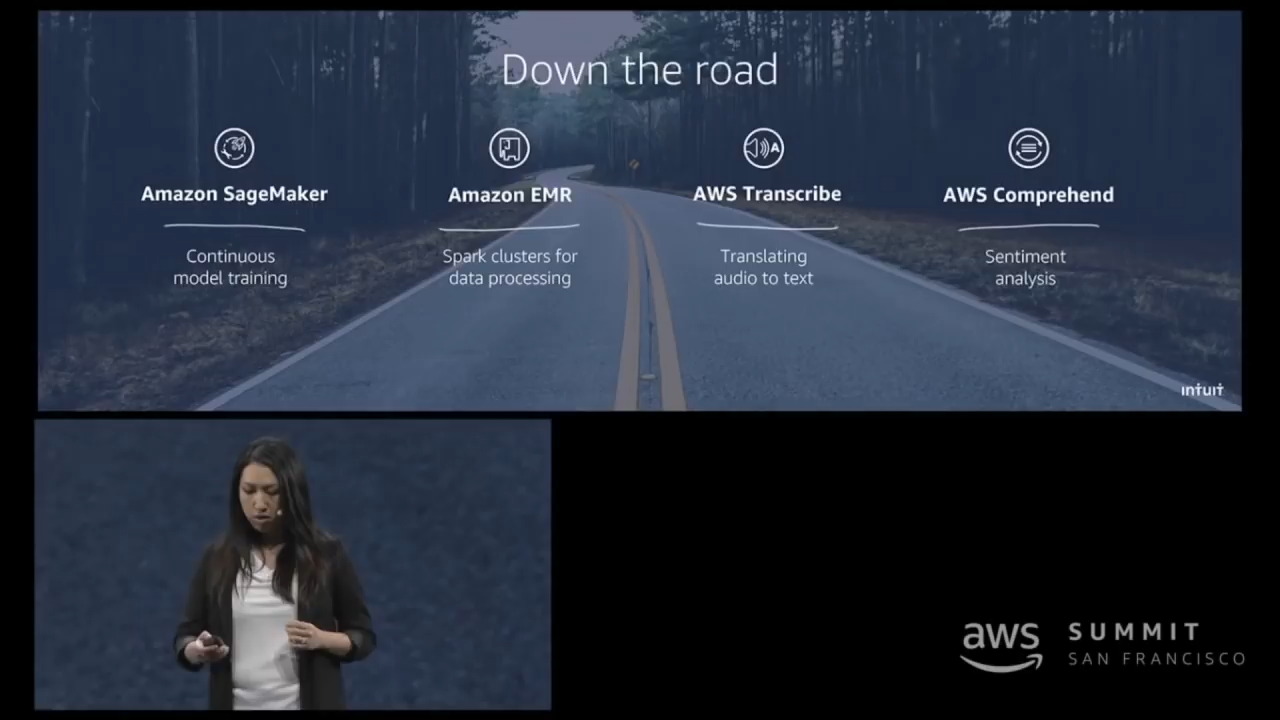 Down the road
Amazon SageMaker
Continuous
model training
Amazon EMR
Spark clusters for
data processing
AWS Transcribe
Translating
audio to text
AWS Comprehend
Sentiment
analysis
intuit
aws SUMMIT
SAN FRANCISCO